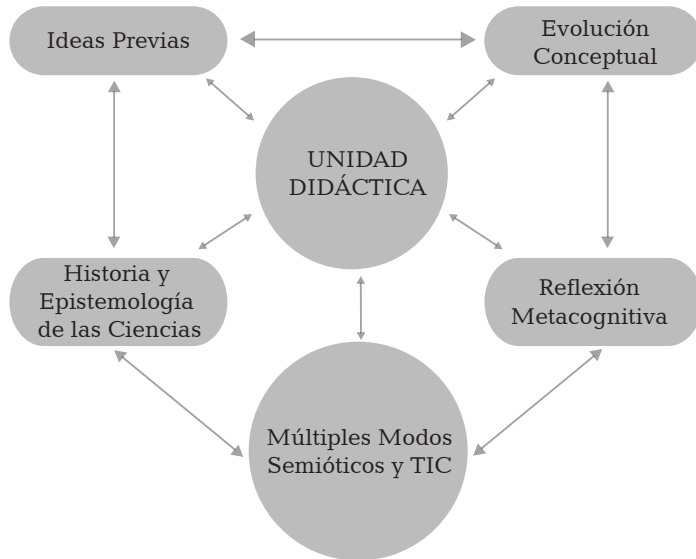 Ideas Previas
Evolución
Conceptual
UNIDAD
DIDÁCTICA
Historia y
Epistemología
de las Ciencias
Reflexión
Metacognitiva
Múltiples Modos
Semióticos y TIC